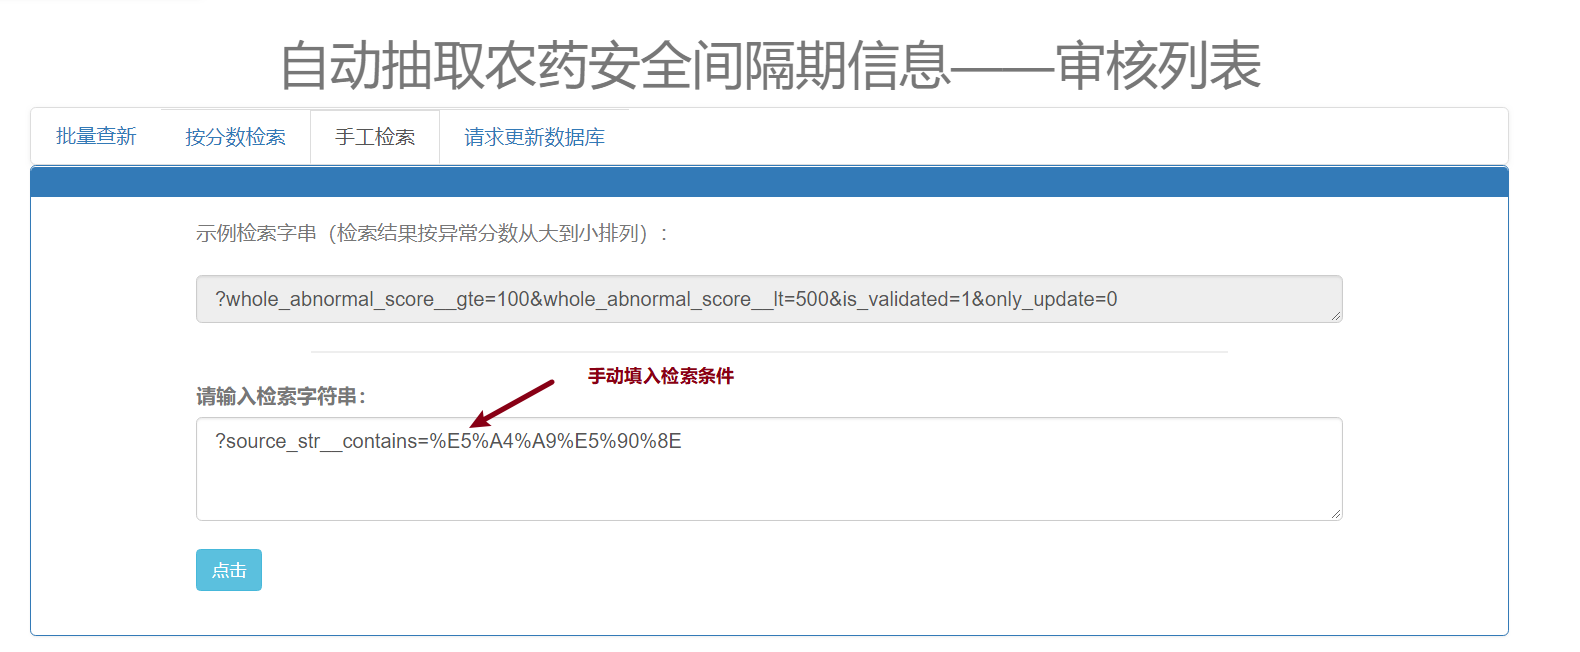 自动抽取农药安全间隔期信息——审核列表
批量查新 按分数检索 手工检索 请求更新数据库
示例检索字串（检索结果按异常分数从大到小排列）：
?whole_abnormal_score__gte=100&whole_abnormal_score__lt=500&is_validated=1&only_update=0
手动填入检索条件
请输入检索字符串：
?source_str__contains=%E5%A4%A9%E5%90%8E
点击